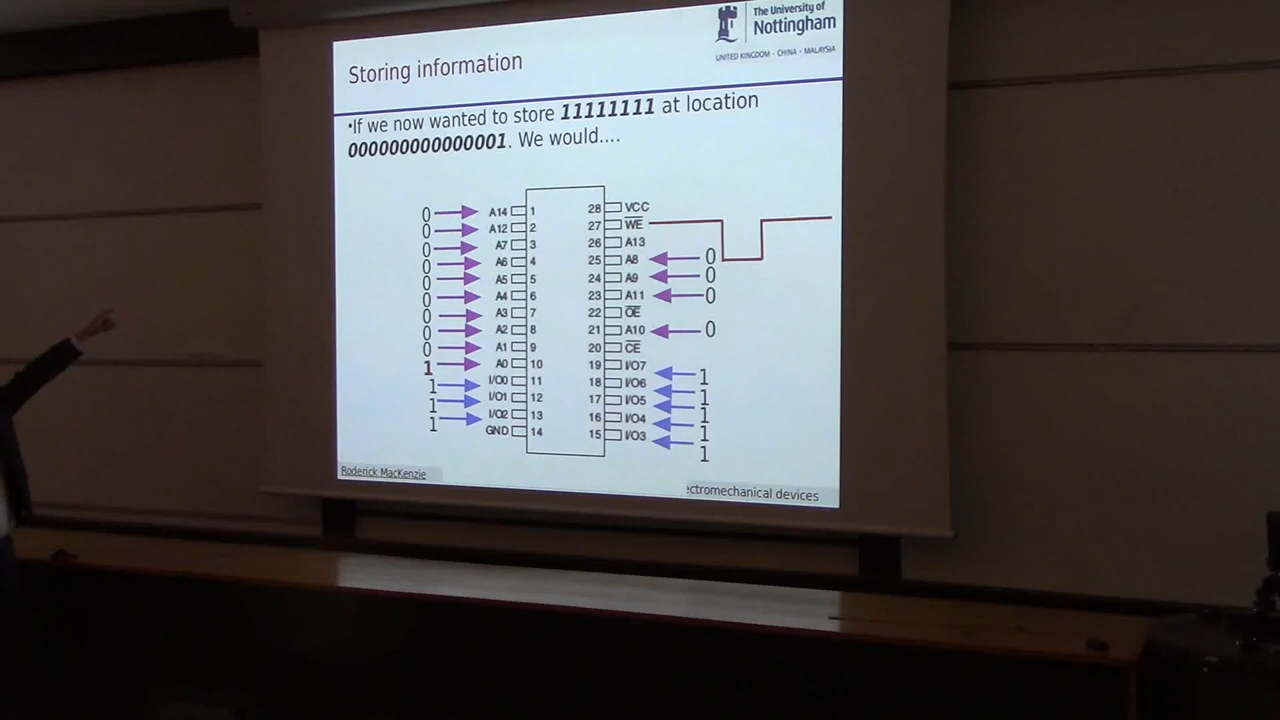 The University of
Nottingham
UNITED KINGDOM · CHINA · MALAYSIA
Storing information
•If we now wanted to store 11111111 at location
000000000000001. We would....
0 A14 1 28 VCC
0 A12 2 27 WE
0 A7 3 26 A13
0 A6 4 25 A8 0
0 A5 5 24 A9 0
0 A4 6 23 A11 0
0 A3 7 22 OE
0 A2 8 21 A10 0
0 A1 9 20 CE
1 A0 10 19 I/O7 1
1 I/O0 11 18 I/O6 1
1 I/O1 12 17 I/O5 1
1 I/O2 13 16 I/O4 1
GND 14 15 I/O3 1
Roderick MacKenzie
ctromechanical devices